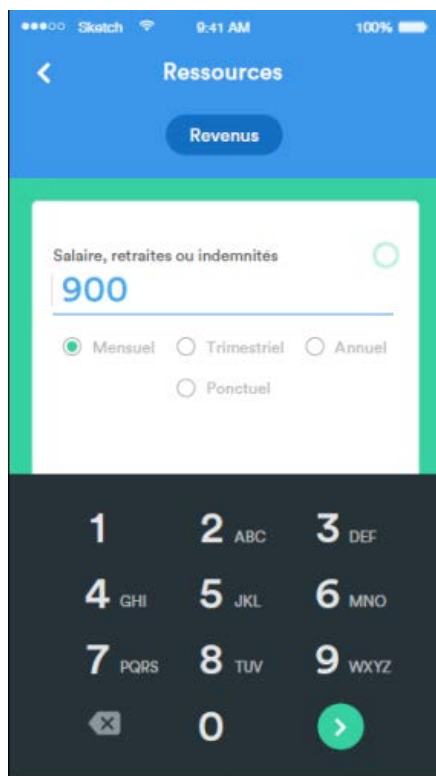 Sketch 9:41 AM 100%
Ressources
Revenus
Salaire, retraites ou indemnités
900
Mensuel Trimestriel Annuel
Ponctuel
1 2 ABC 3 DEF
4 GHI 5 JKL 6 MNO
7 PQRS 8 TUV 9 WXYZ
0